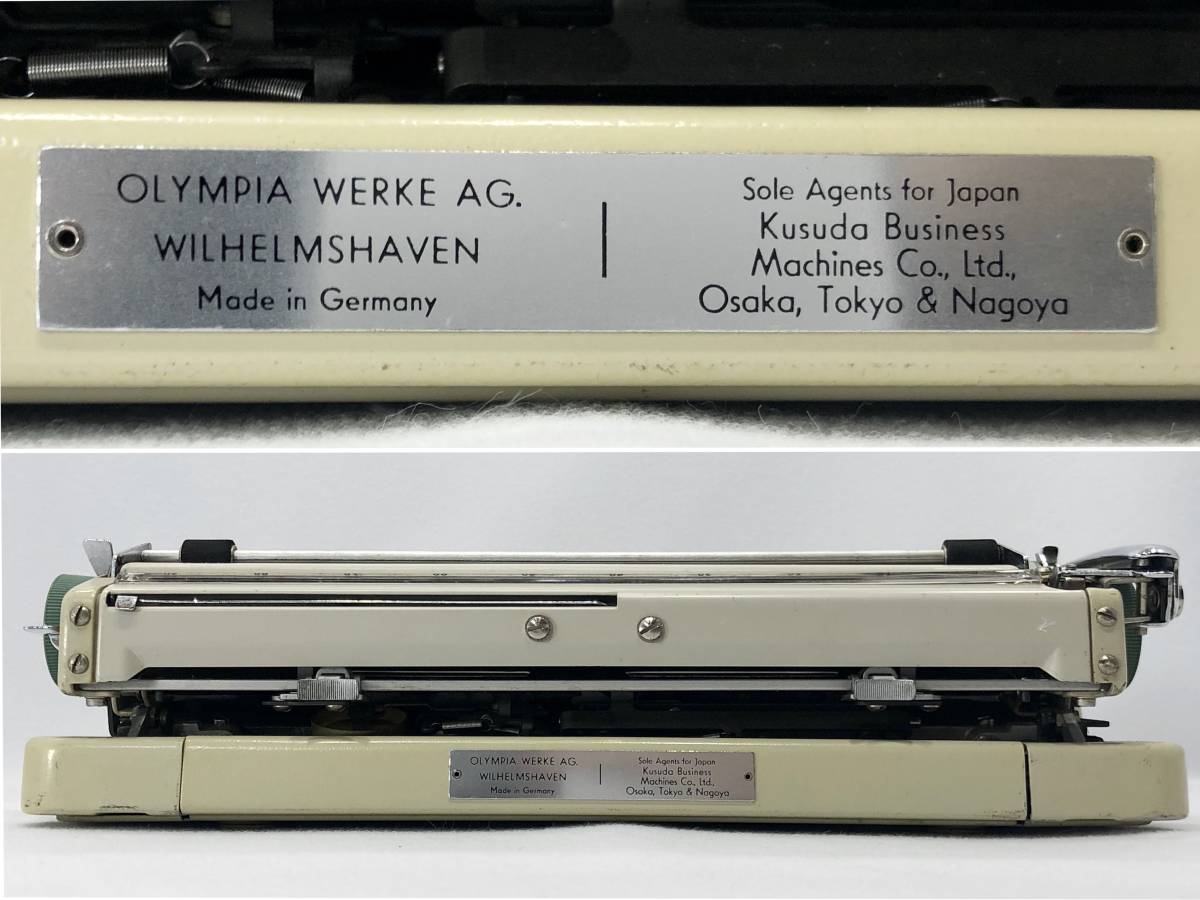 OLYMPIA WERKE AG.
WILHELMSHAVEN
Made in Germany
Sole Agents for Japan
Kusuda Business
Machines Co., Ltd.,
Osaka, Tokyo & Nagoya
OLYMPIA WERKE AG.
WILHELMSHAVEN
Made in Germany
Sole Agents for Japan
Kusuda Business
Machines Co., Ltd.,
Osaka, Tokyo & Nagoya